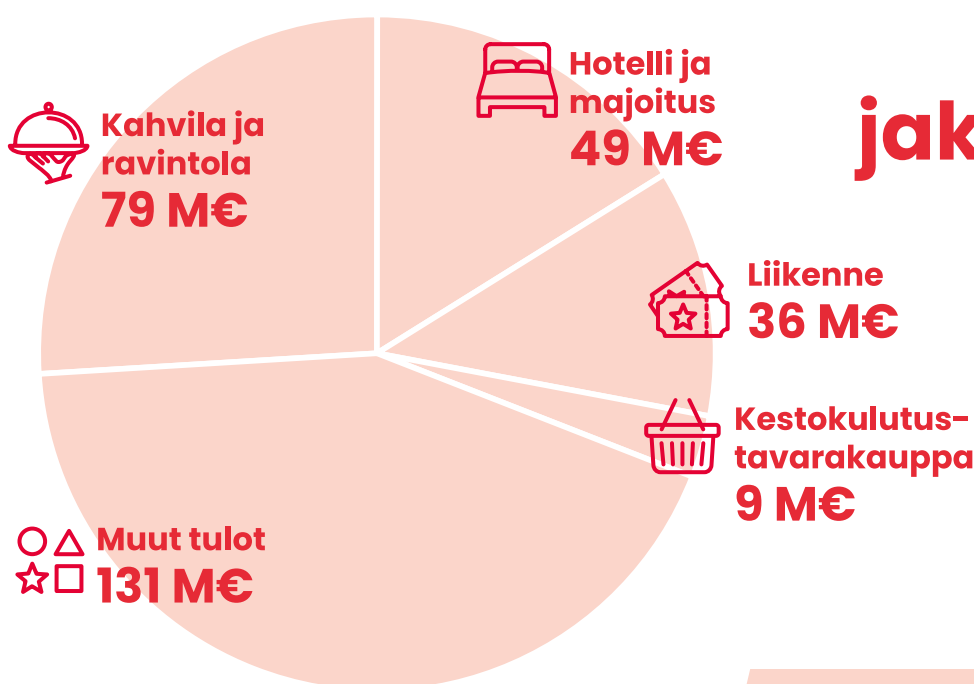 Hotelli ja
majoitus
49 M€
Kahvila ja
ravintola
79 M€
jak
Liikenne
36 M€
Kestokulutus-
tavarakauppa
9 M€
Muut tulot
131 M€